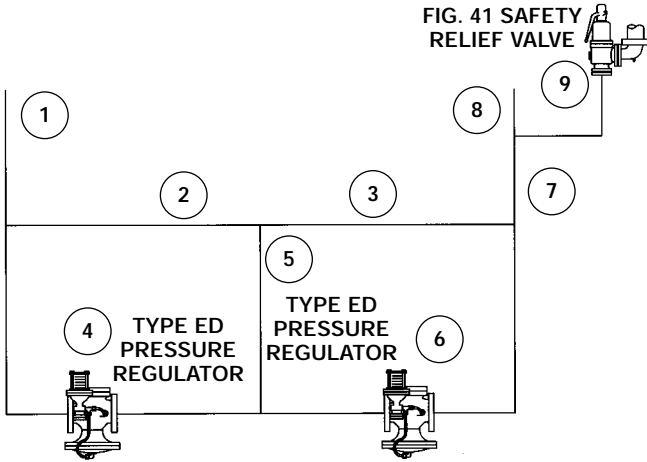 FIG. 41 SAFETY
RELIEF VALVE
9
1
8
2
3
7
5
4
TYPE ED
PRESSURE
REGULATOR
TYPE ED
PRESSURE
REGULATOR
6